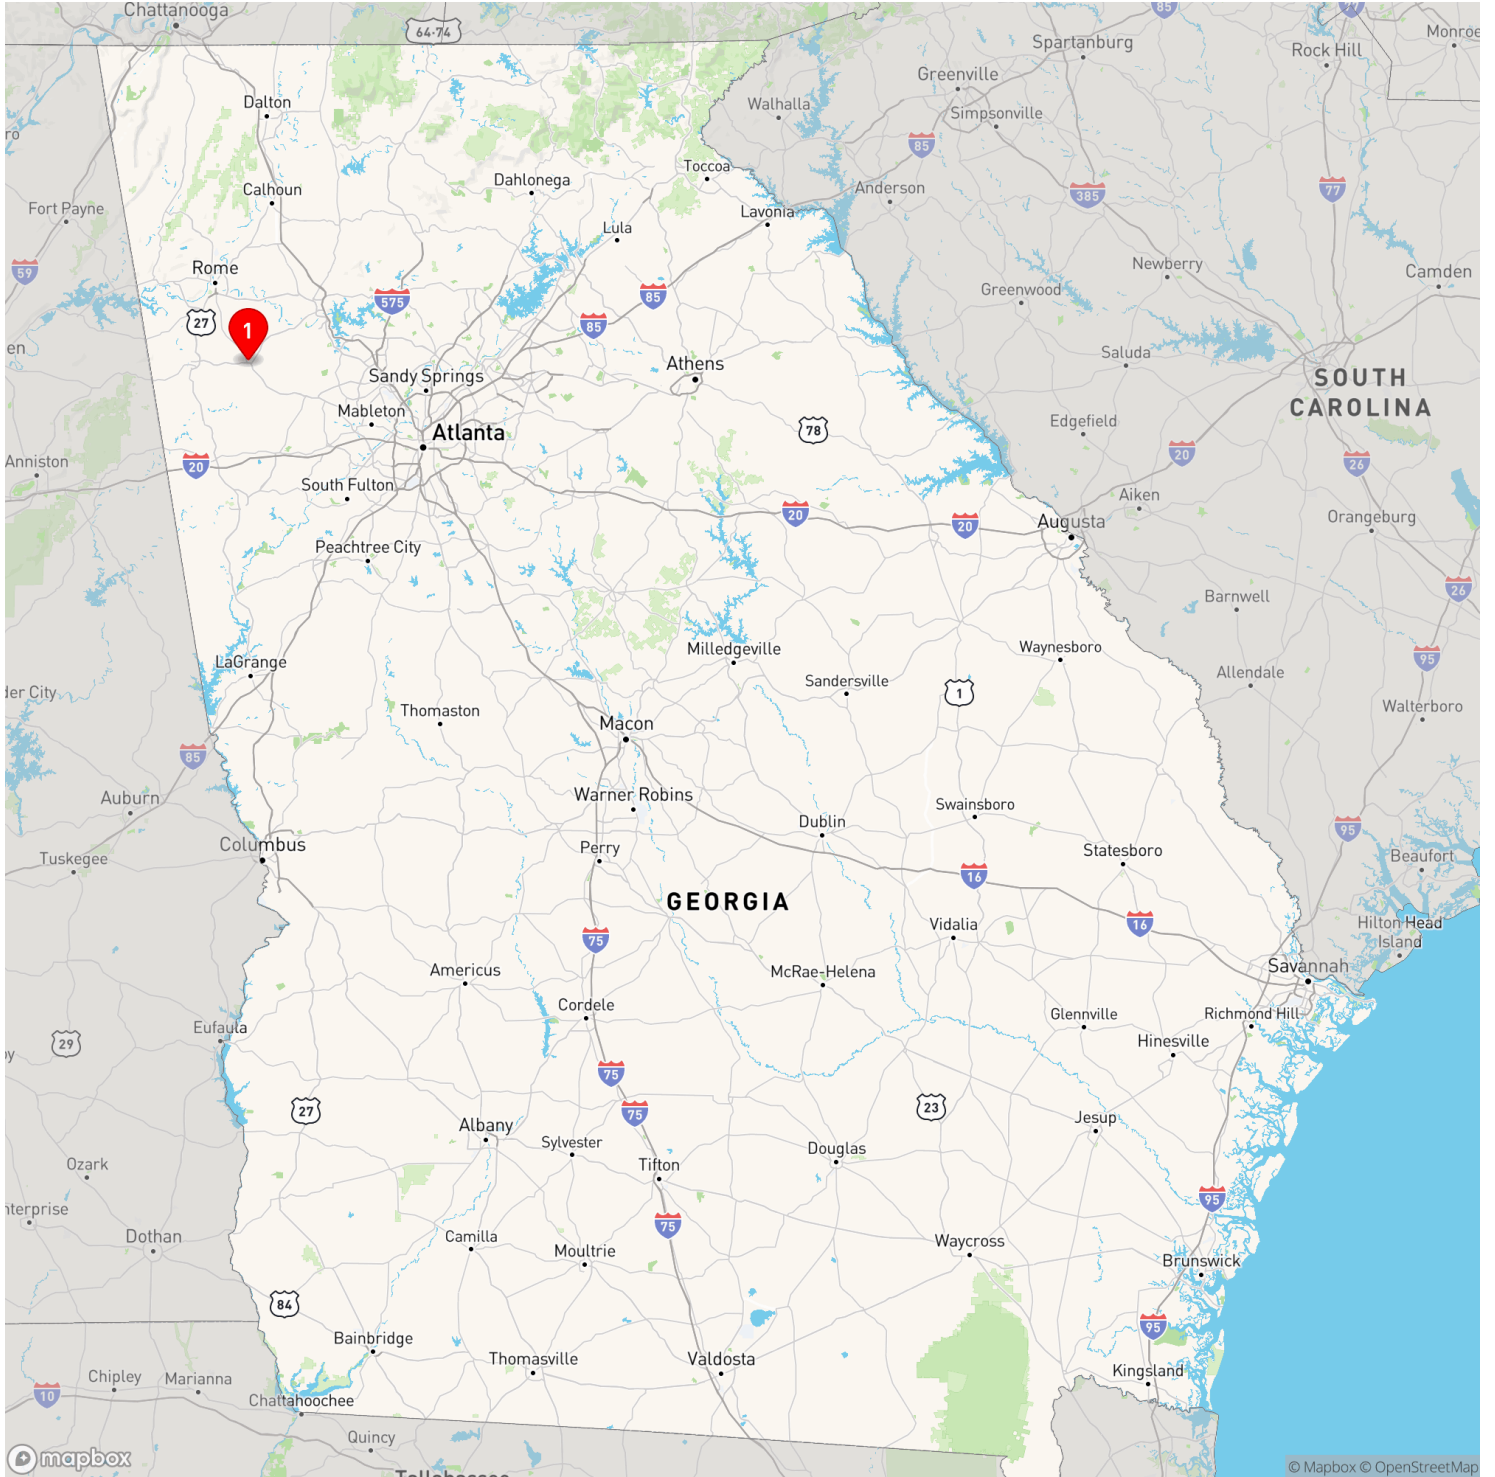 Chattanooga
64-74
85
77
Spartanburg
Rock Hill
Monroe
Greenville
Dalton
Walhalla
Simpsonville
85
Toccoa
Dahlonega
Anderson
385
77
Calhoun
Fort Payne
Lavonia
Lula
59
Rome
Newberry
Camden
Greenwood
575
85
27
1
85
Saluda
Athens
Sandy Springs
SOUTH
CAROLINA
Mableton
Atlanta
78
Edgefield
20
26
Anniston
20
South Fulton
Aiken
20
20
Augusta
Orangeburg
Peachtree City
26
Barnwell
Milledgeville
Waynesboro
95
LaGrange
Allendale
Sandersville
der City
1
Walterboro
Thomaston
Macon
85
Auburn
Warner Robins
Swainsboro
Dublin
95
Columbus
Perry
Statesboro
Beaufort
Tuskegee
16
GEORGIA
Vidalia
16
Hilton Head
Island
75
Americus
McRae-Helena
Savannah
Cordele
Glennville
Richmond Hill
Eufaula
29
Hinesville
75
27
75
23
Albany
Jesup
Sylvester
Douglas
Ozark
Tifton
95
nterprise
75
Dothan
Camilla
Moultrie
Waycross
Brunswick
84
95
Bainbridge
Thomasville
Valdosta
Kingsland
Chipley
Marianna
10
Chattahoochee
Quincy
mapbox
© Mapbox © OpenStreetMap